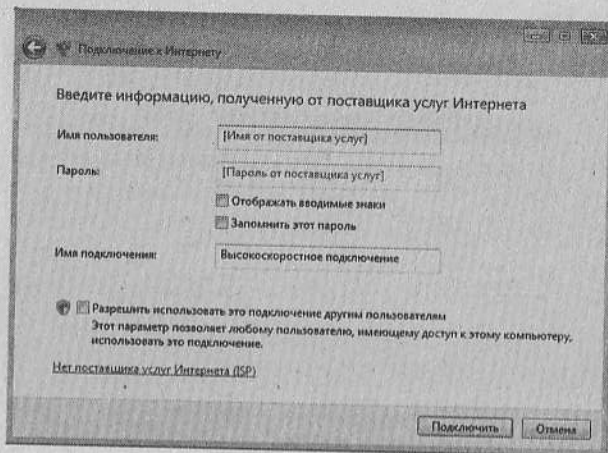 Подключение к Интернету
Введите информацию, полученную от поставщика услуг Интернета
Имя пользователя: [Имя от поставщика услуг]
Пароль: [Пароль от поставщика услуг]
Отображать вводимые знаки
Запомнить этот пароль
Имя подключения: Высокоскоростное подключение
Разрешить использовать это подключение другим пользователям
Этот параметр позволяет любому пользователю, имеющему доступ к этому компьютеру,
использовать это подключение.
Нет поставщика услуг Интернета (ISP)
Подключить Отмена